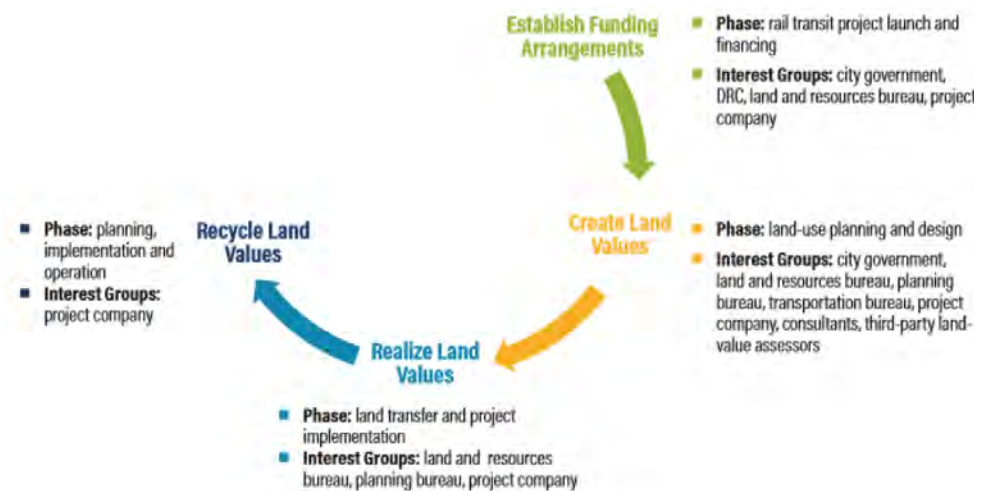 Establish Funding
Arrangements
■ Phase: rail transit project launch and
financing
■ Interest Groups: city government,
DRC, land and resources bureau, project
company
Create Land
Values
■ Phase: land-use planning and design
■ Interest Groups: city government,
land and resources bureau, planning
bureau, transportation bureau, project
company, consultants, third-party land-
value assessors
Realize Land
Values
■ Phase: land transfer and project
implementation
■ Interest Groups: land and resources
bureau, planning bureau, project company
Recycle Land
Values
■ Phase: planning,
implementation and
operation
■ Interest Groups:
project company